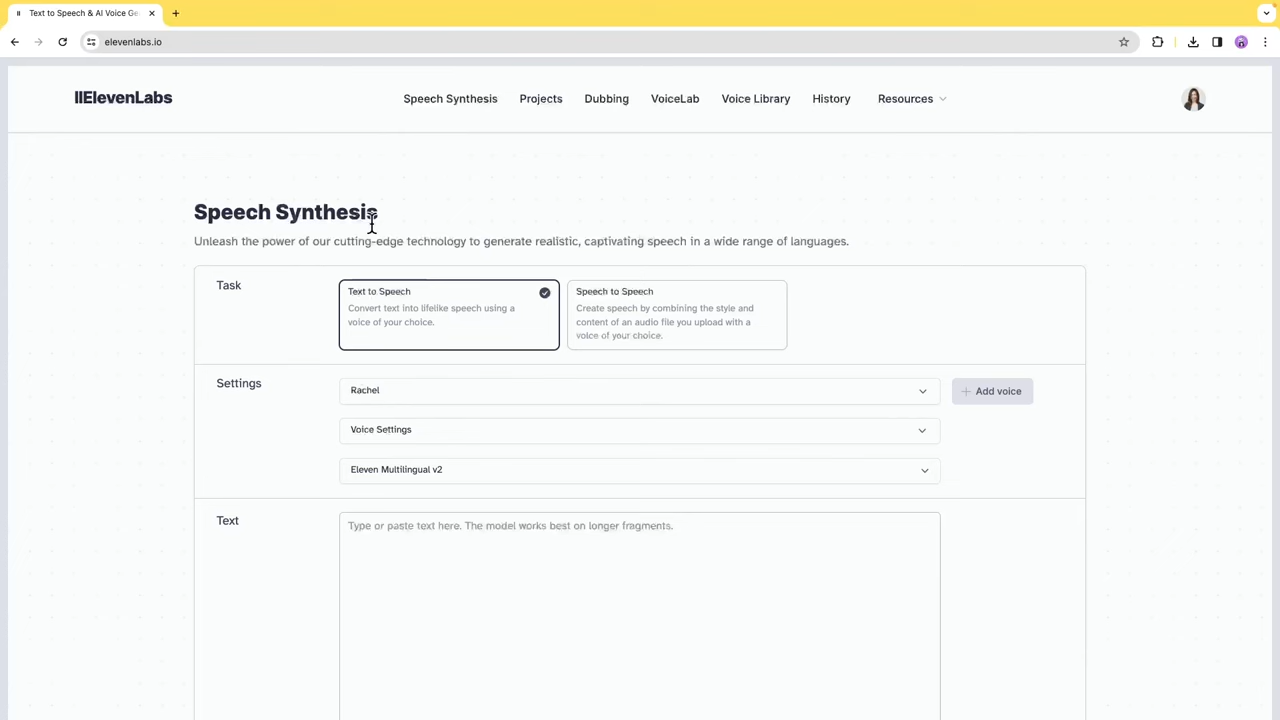 Text to Speech & AI Voice Ge
elevenlabs.io
IIElevenLabs
Speech Synthesis
Projects
Dubbing
VoiceLab
Voice Library
History
Resources
Speech Synthesis
Unleash the power of our cutting-edge technology to generate realistic, captivating speech in a wide range of languages.
Task
Text to Speech
Convert text into lifelike speech using a
voice of your choice.
Speech to Speech
Create speech by combining the style and
content of an audio file you upload with a
voice of your choice.
Settings
Rachel
+ Add voice
Voice Settings
Eleven Multilingual v2
Text
Type or paste text here. The model works best on longer fragments.